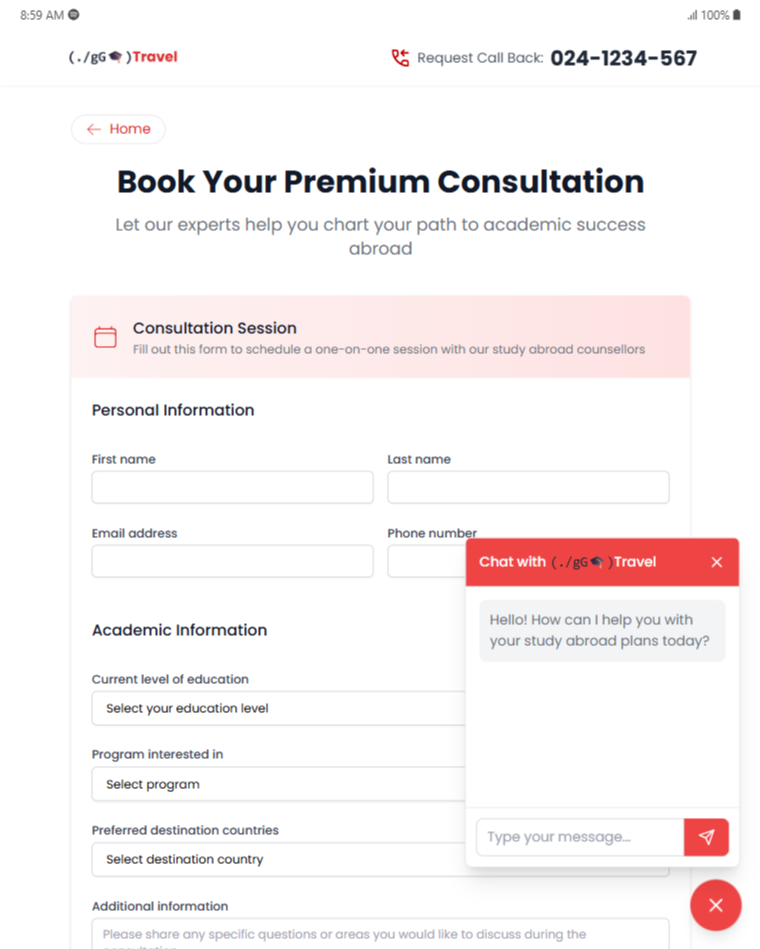 8:59 AM
100%
(./gG🎓)Travel
Request Call Back: 024-1234-567
← Home
Book Your Premium Consultation
Let our experts help you chart your path to academic success
abroad
Consultation Session
Fill out this form to schedule a one-on-one session with our study abroad counsellors
Personal Information
First name
Last name
Email address
Phone number
Academic Information
Current level of education
Select your education level
Program interested in
Select program
Preferred destination countries
Select destination country
Additional information
Please share any specific questions or areas you would like to discuss during the
Chat with (./gG🎓)Travel
Hello! How can I help you with
your study abroad plans today?
Type your message...